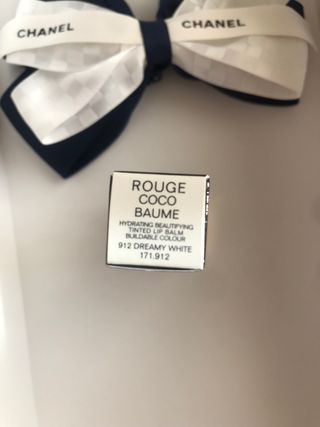 CHANEL
CHANEL
ROUGE
COCO
BAUME
HYDRATING BEAUTIFYING
TINTED LIP BALM
BUILDABLE COLOUR
912 DREAMY WHITE
171.912